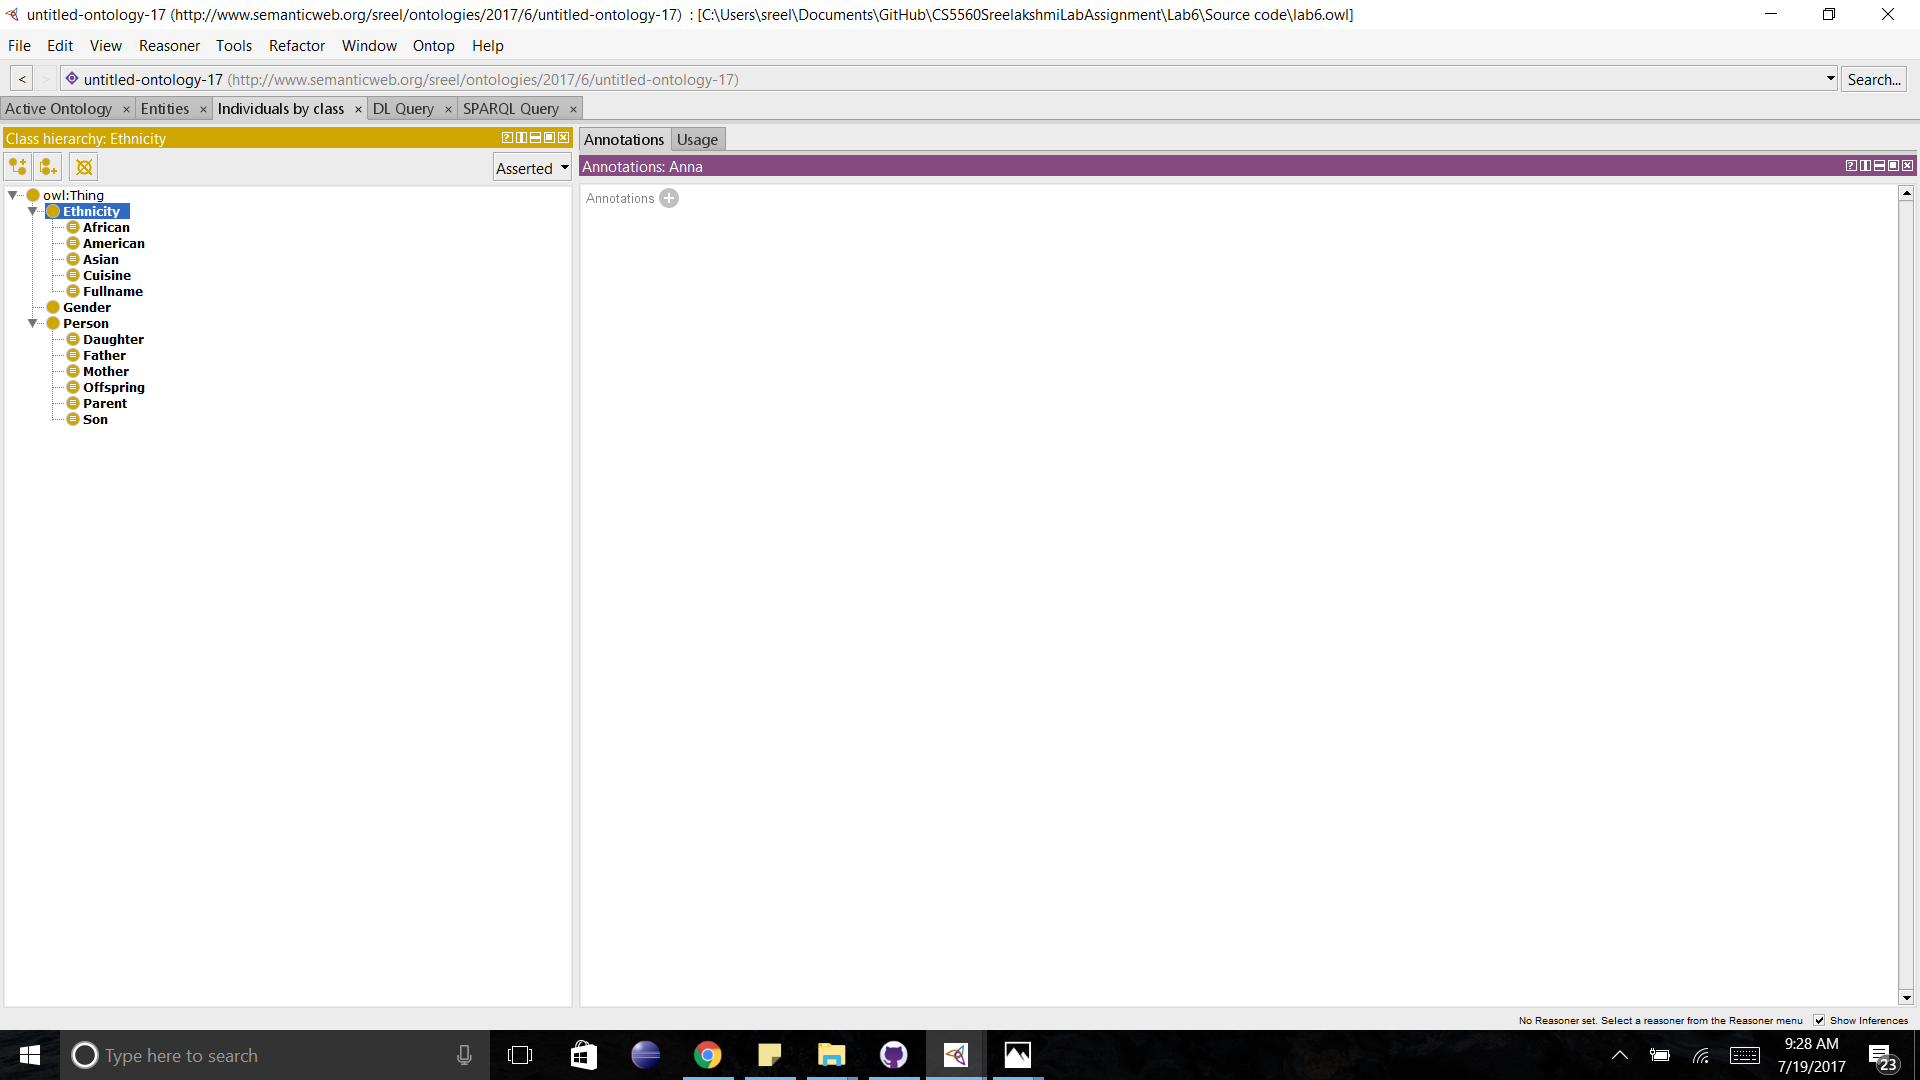 untitled-ontology-17 (http://www.semanticweb.org/sreel/ontologies/2017/6/untitled-ontology-17) : [C:\Users\sreel\Documents\GitHub\CS5560SreelakshmiLabAssignment\Lab6\Source code\lab6.owl]
File Edit View Reasoner Tools Refactor Window Ontop Help
< > untitled-ontology-17 (http://www.semanticweb.org/sreel/ontologies/2017/6/untitled-ontology-17) Search...
Active Ontology × Entities × Individuals by class × DL Query × SPARQL Query ×
Class hierarchy: Ethnicity
Asserted
owl:Thing
Ethnicity
African
American
Asian
Cuisine
Fullname
Gender
Person
Daughter
Father
Mother
Offspring
Parent
Son
Annotations Usage
Annotations: Anna
Annotations
No Reasoner set. Select a reasoner from the Reasoner menu Show Inferences
Type here to search
9:28 AM
7/19/2017
23